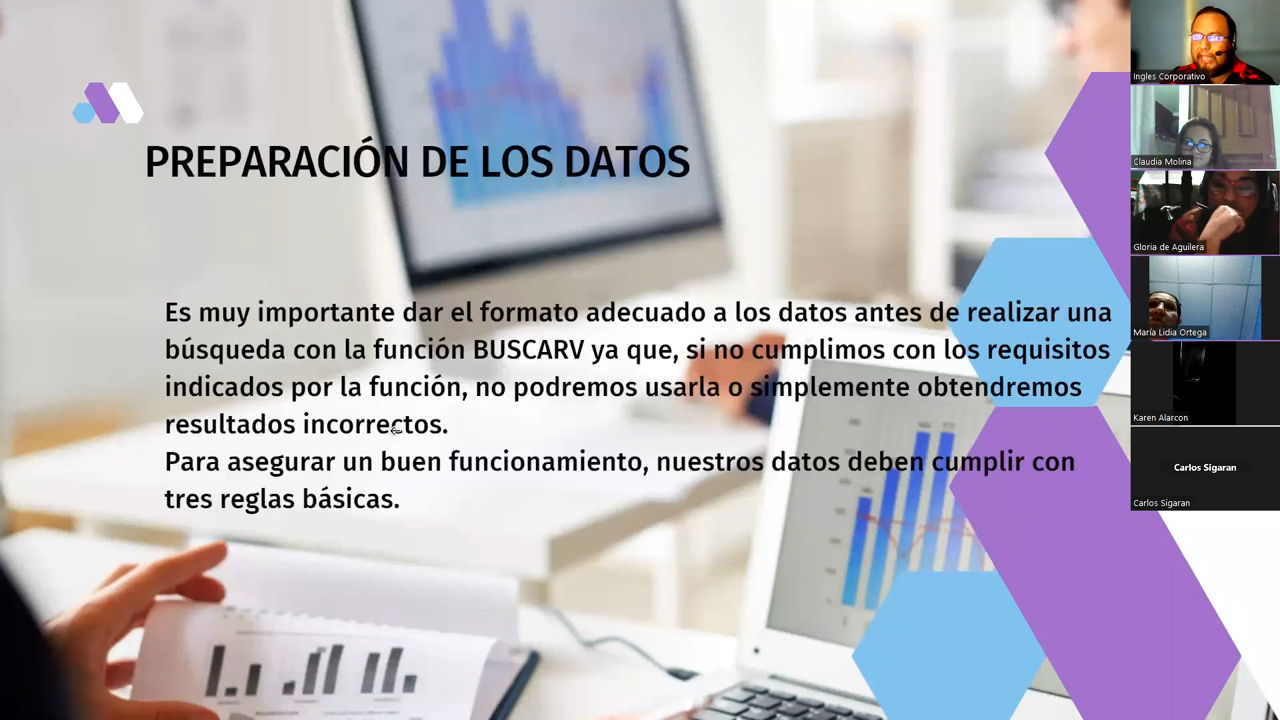 PREPARACIÓN DE LOS DATOS
Es muy importante dar el formato adecuado a los datos antes de realizar una
búsqueda con la función BUSCARV ya que, si no cumplimos con los requisitos
indicados por la función, no podremos usarla o simplemente obtendremos
resultados incorrectos.
Para asegurar un buen funcionamiento, nuestros datos deben cumplir con
tres reglas básicas.
Ingles Corporativo
Claudia Molina
Gloria de Aguilera
María Lidia Ortega
Karen Alarcon
Carlos Sigaran
Carlos Sigaran